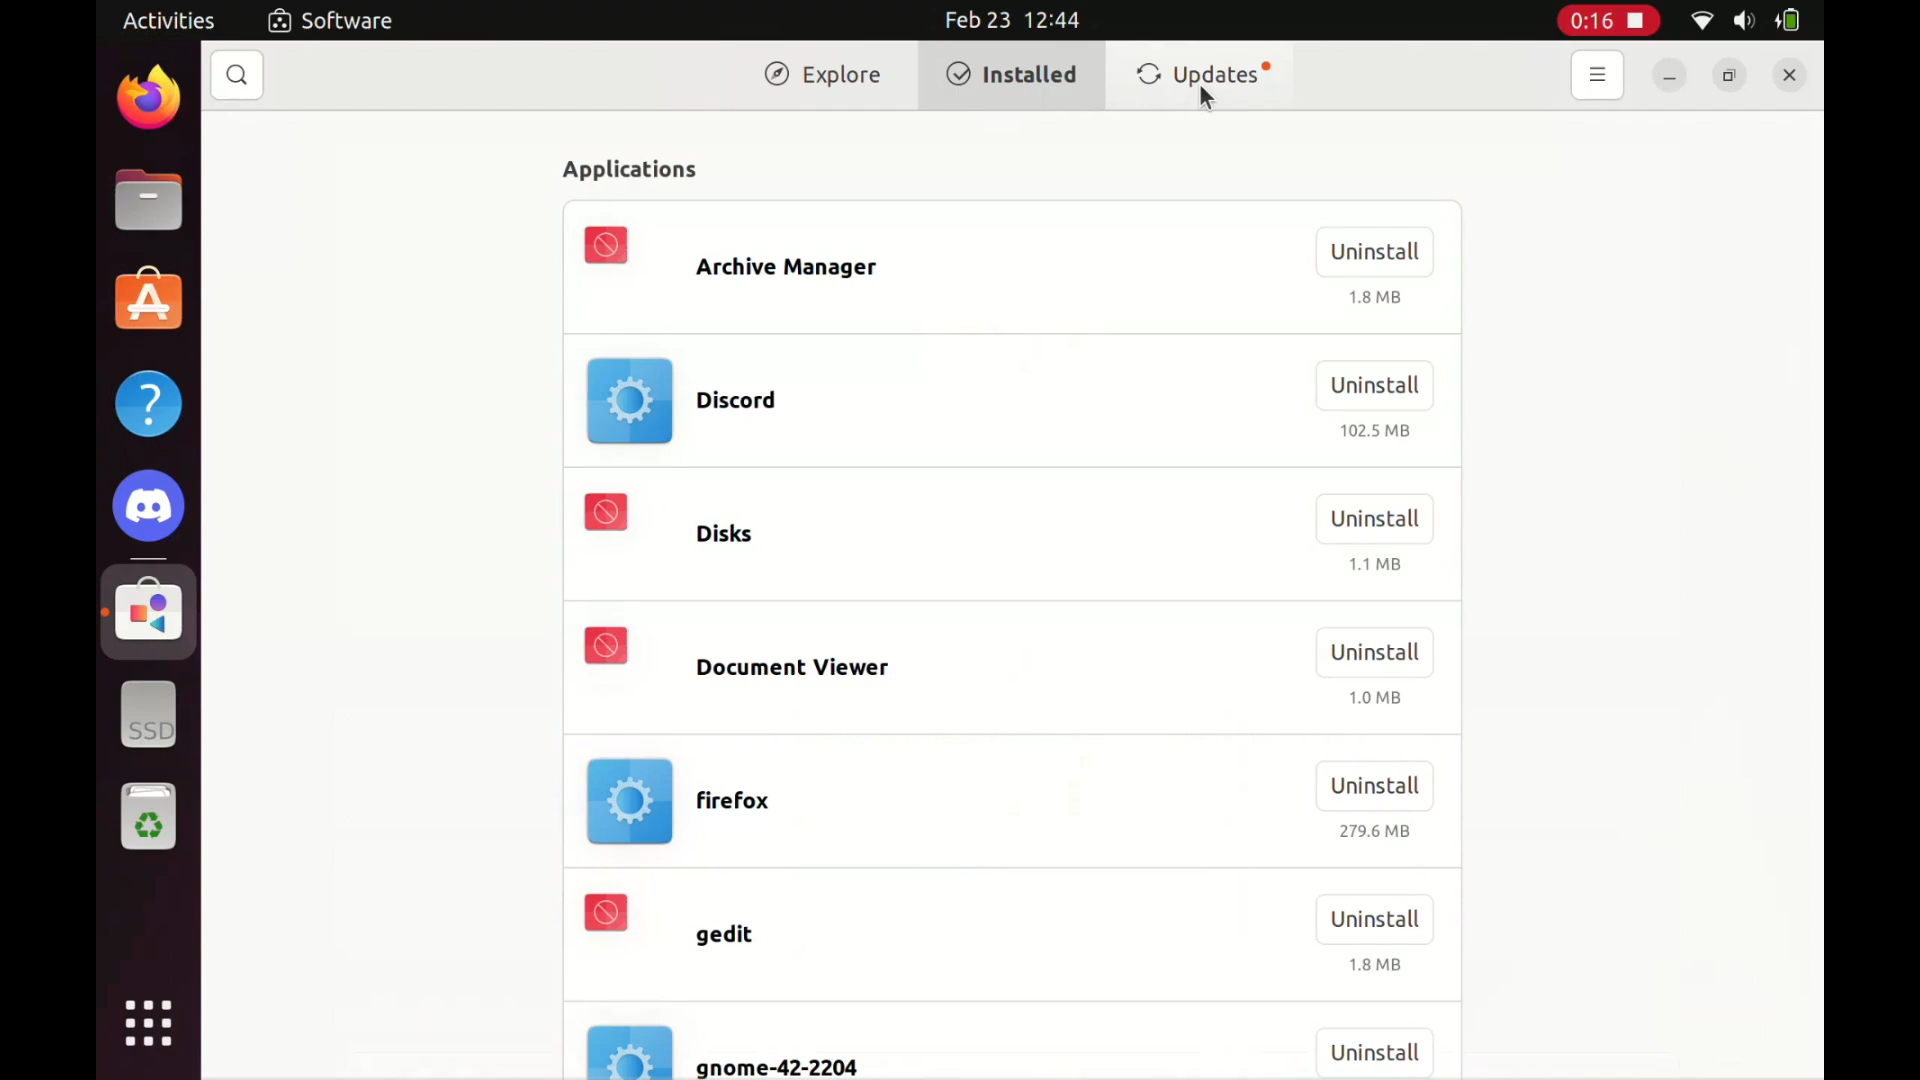 Activities Software Feb 23 12:44 0:16
Explore Installed Updates
Applications
Archive Manager
Uninstall
1.8 MB
Discord
Uninstall
102.5 MB
Disks
Uninstall
1.1 MB
Document Viewer
Uninstall
1.0 MB
firefox
Uninstall
279.6 MB
gedit
Uninstall
1.8 MB
gnome-42-2204
Uninstall
SSD